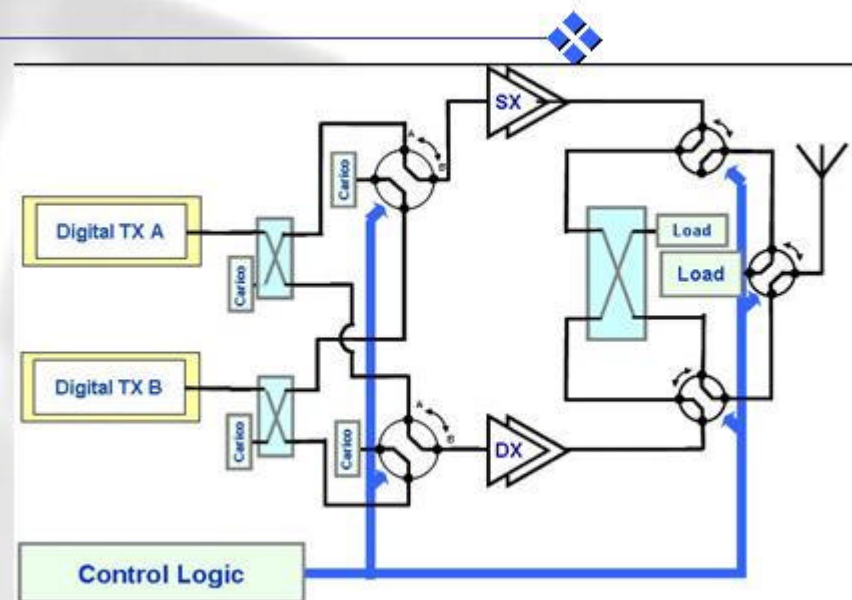 SX
A
B
Carico
Digital TX A
Carico
Load
Load
Digital TX B
A
B
Carico
Carico
DX
Control Logic